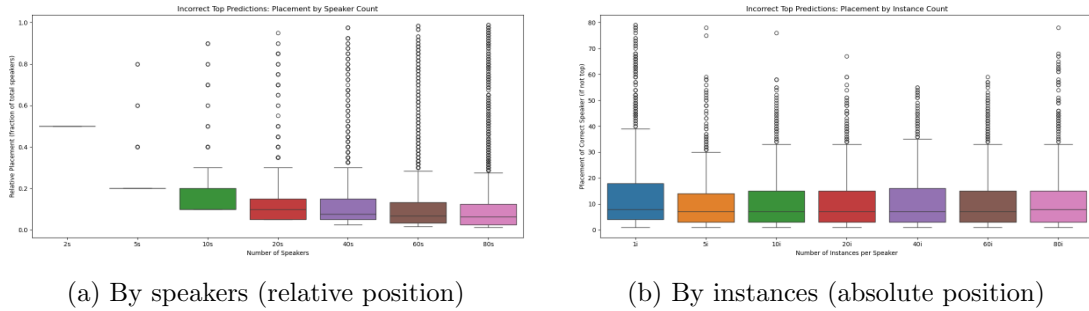 Incorrect Top Predictions: Placement by Speaker Count
Relative Placement (fraction of total speakers)
1.0
0.8
0.6
0.4
0.2
0.0
2s 5s 10s 20s 40s 60s 80s
Number of Speakers
(a) By speakers (relative position)
Incorrect Top Predictions: Placement by Instance Count
Placement of Correct Speaker (if not top)
80
70
60
50
40
30
20
10
0
1i 5i 10i 20i 40i 60i 80i
Number of Instances per Speaker
(b) By instances (absolute position)